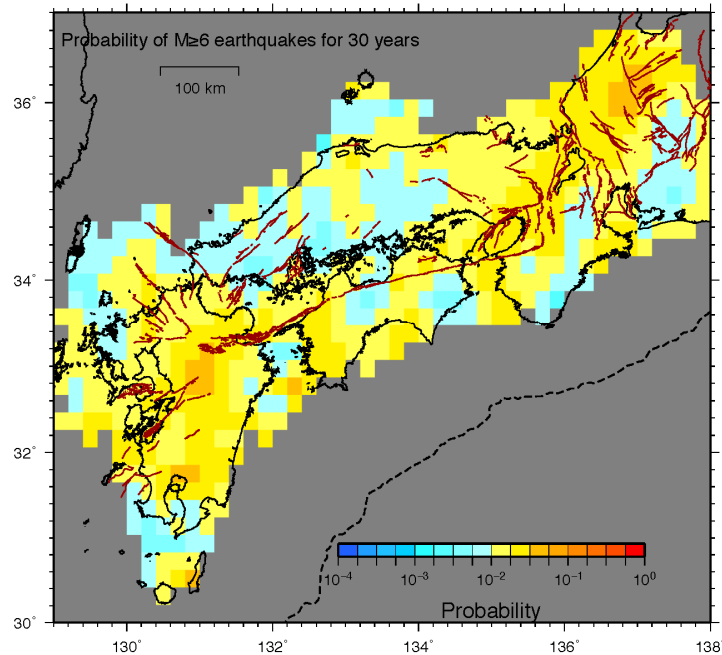 Probability of M≥6 earthquakes for 30 years
100 km
36°
34°
32°
30°
10⁻⁴ 10⁻³ 10⁻² 10⁻¹ 10⁰
Probability
130° 132° 134° 136° 138°